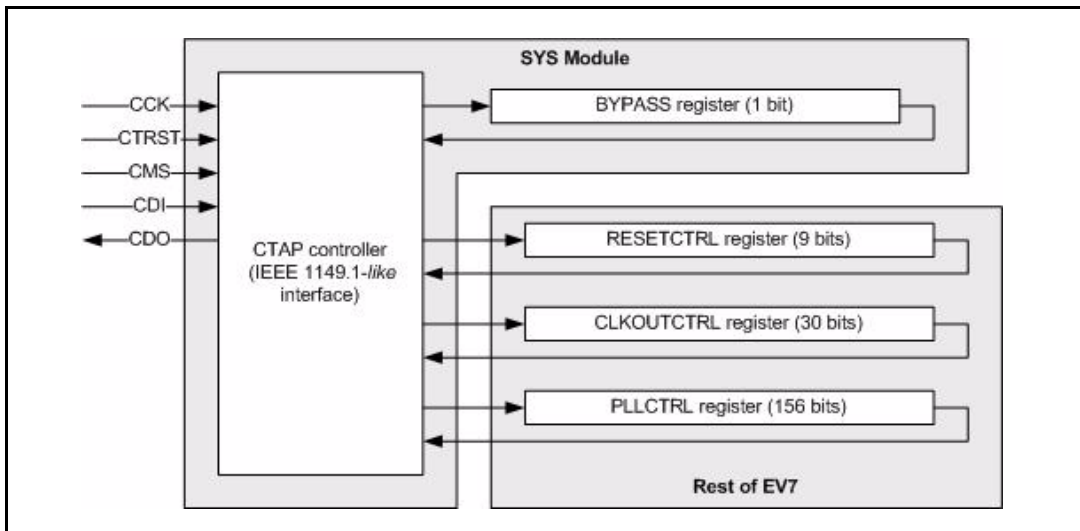 SYS Module
CCK
CTRST
CMS
CDI
CDO
BYPASS register (1 bit)
CTAP controller
(IEEE 1149.1-like
interface)
RESETCTRL register (9 bits)
CLKOUTCTRL register (30 bits)
PLLCTRL register (156 bits)
Rest of EV7